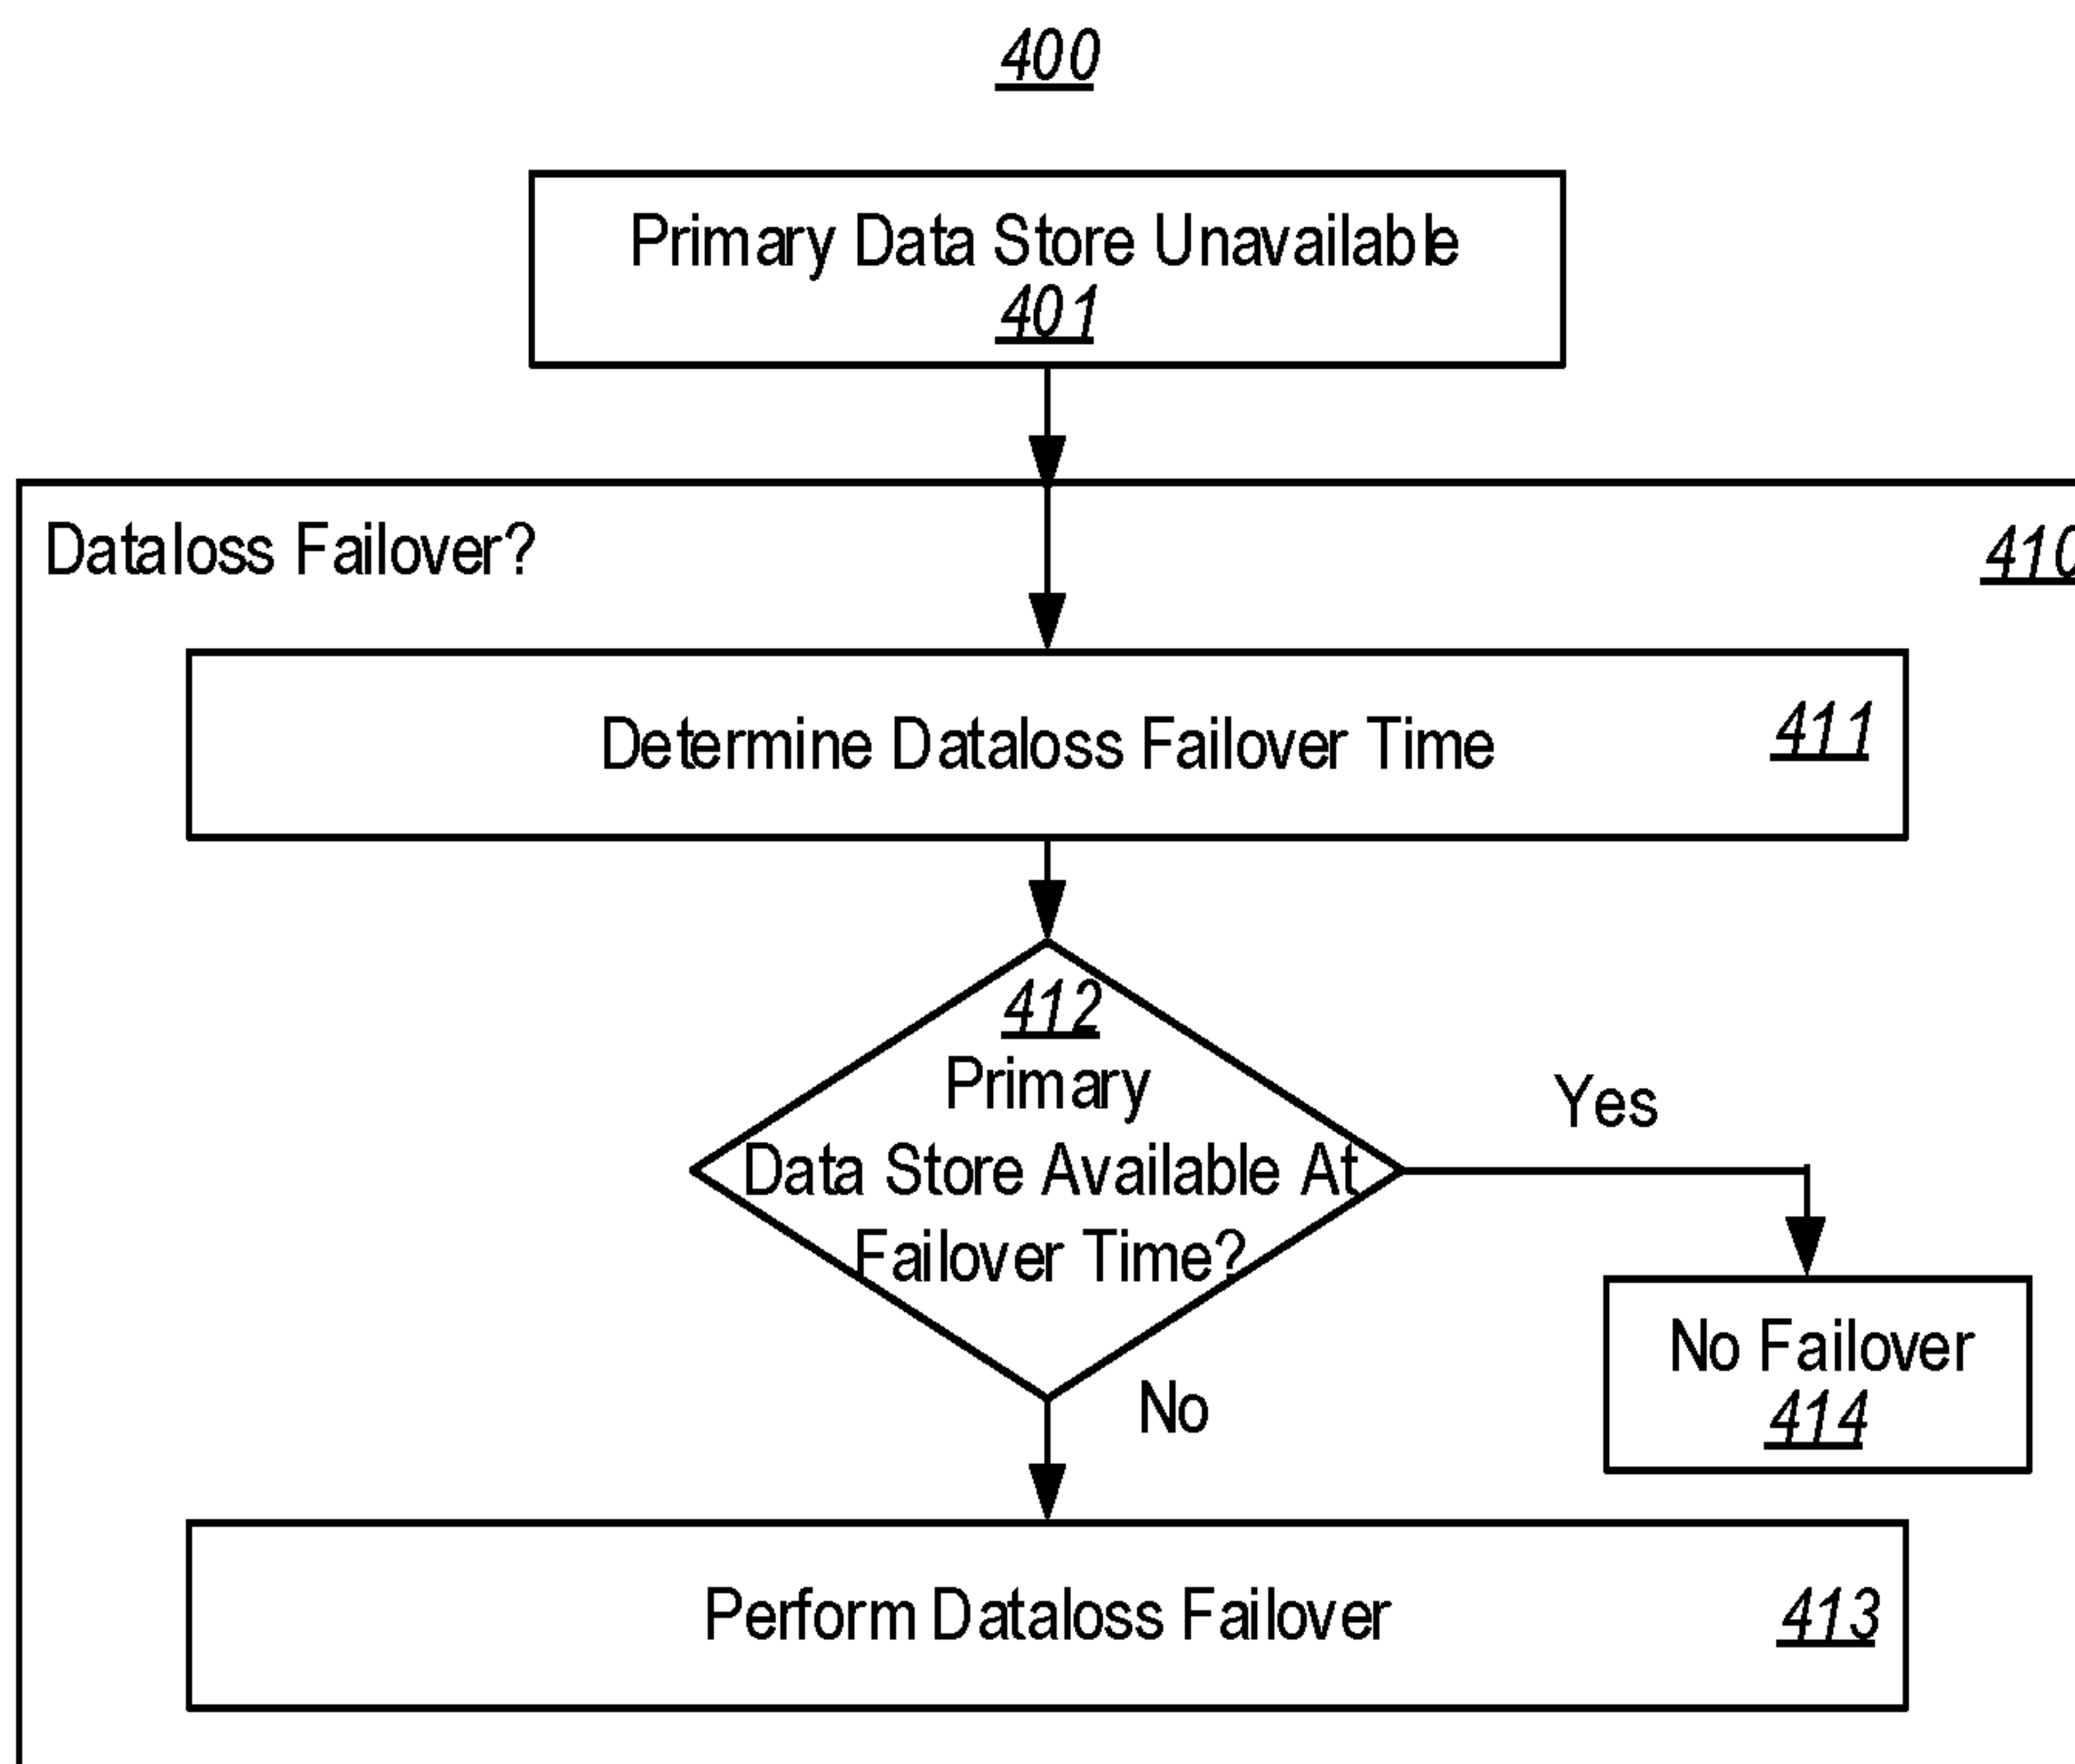 400
Primary Data Store Unavailable
401
Dataloss Failover?
410
Determine Dataloss Failover Time
411
412
Primary
Data Store Available At
Failover Time?
Yes
No Failover
414
No
Perform Dataloss Failover
413